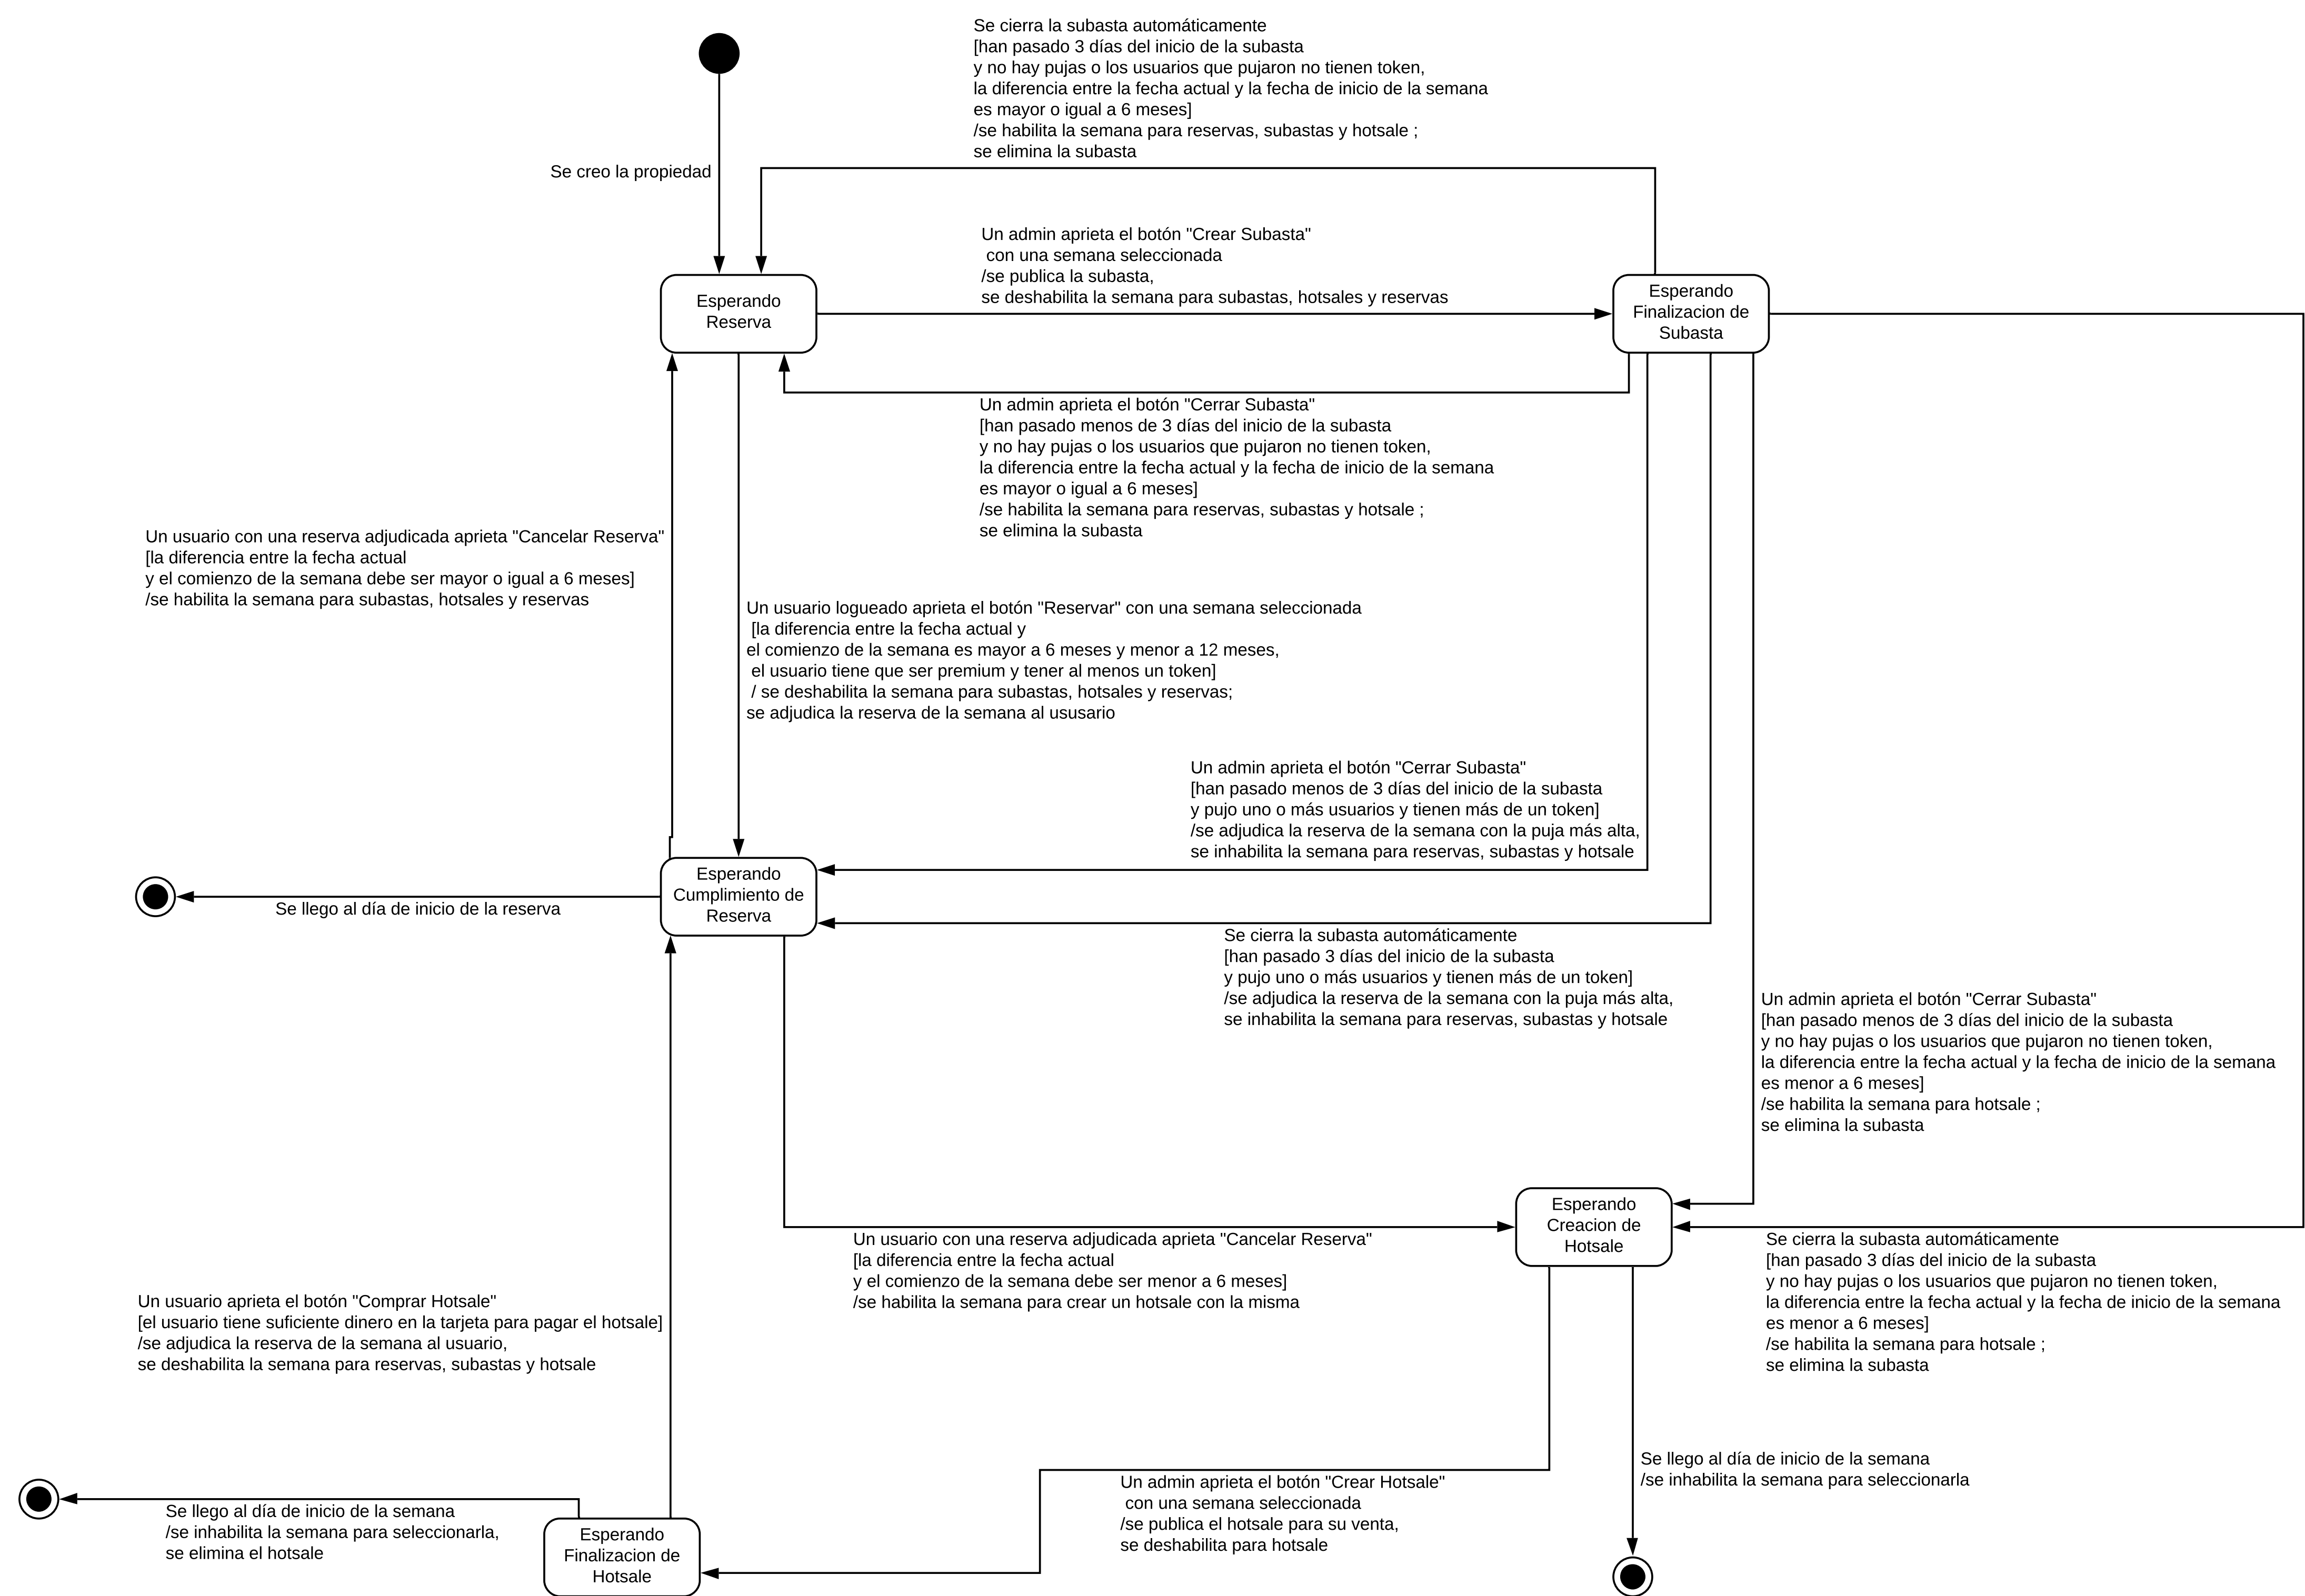 Se cierra la subasta automáticamente
[han pasado 3 días del inicio de la subasta
y no hay pujas o los usuarios que pujaron no tienen token,
la diferencia entre la fecha actual y la fecha de inicio de la semana
es mayor o igual a 6 meses]
/se habilita la semana para reservas, subastas y hotsale ;
se elimina la subasta
Se creo la propiedad
Un admin aprieta el botón "Crear Subasta"
con una semana seleccionada
/se publica la subasta,
se deshabilita la semana para subastas, hotsales y reservas
Esperando
Reserva
Esperando
Finalizacion de
Subasta
Un admin aprieta el botón "Cerrar Subasta"
[han pasado menos de 3 días del inicio de la subasta
y no hay pujas o los usuarios que pujaron no tienen token,
la diferencia entre la fecha actual y la fecha de inicio de la semana
es mayor o igual a 6 meses]
/se habilita la semana para reservas, subastas y hotsale ;
se elimina la subasta
Un usuario con una reserva adjudicada aprieta "Cancelar Reserva"
[la diferencia entre la fecha actual
y el comienzo de la semana debe ser mayor o igual a 6 meses]
/se habilita la semana para subastas, hotsales y reservas
Un usuario logueado aprieta el botón "Reservar" con una semana seleccionada
[la diferencia entre la fecha actual y
el comienzo de la semana es mayor a 6 meses y menor a 12 meses,
el usuario tiene que ser premium y tener al menos un token]
/ se deshabilita la semana para subastas, hotsales y reservas;
se adjudica la reserva de la semana al ususario
Un admin aprieta el botón "Cerrar Subasta"
[han pasado menos de 3 días del inicio de la subasta
y pujo uno o más usuarios y tienen más de un token]
/se adjudica la reserva de la semana con la puja más alta,
se inhabilita la semana para reservas, subastas y hotsale
Esperando
Cumplimiento de
Reserva
Se llego al día de inicio de la reserva
Se cierra la subasta automáticamente
[han pasado 3 días del inicio de la subasta
y pujo uno o más usuarios y tienen más de un token]
/se adjudica la reserva de la semana con la puja más alta,
se inhabilita la semana para reservas, subastas y hotsale
Un admin aprieta el botón "Cerrar Subasta"
[han pasado menos de 3 días del inicio de la subasta
y no hay pujas o los usuarios que pujaron no tienen token,
la diferencia entre la fecha actual y la fecha de inicio de la semana
es menor a 6 meses]
/se habilita la semana para hotsale ;
se elimina la subasta
Esperando
Creacion de
Hotsale
Un usuario con una reserva adjudicada aprieta "Cancelar Reserva"
[la diferencia entre la fecha actual
y el comienzo de la semana debe ser menor a 6 meses]
/se habilita la semana para crear un hotsale con la misma
Se cierra la subasta automáticamente
[han pasado 3 días del inicio de la subasta
y no hay pujas o los usuarios que pujaron no tienen token,
la diferencia entre la fecha actual y la fecha de inicio de la semana
es menor a 6 meses]
/se habilita la semana para hotsale ;
se elimina la subasta
Un usuario aprieta el botón "Comprar Hotsale"
[el usuario tiene suficiente dinero en la tarjeta para pagar el hotsale]
/se adjudica la reserva de la semana al usuario,
se deshabilita la semana para reservas, subastas y hotsale
Se llego al día de inicio de la semana
/se inhabilita la semana para seleccionarla
Un admin aprieta el botón "Crear Hotsale"
con una semana seleccionada
/se publica el hotsale para su venta,
se deshabilita para hotsale
Se llego al día de inicio de la semana
/se inhabilita la semana para seleccionarla,
se elimina el hotsale
Esperando
Finalizacion de
Hotsale